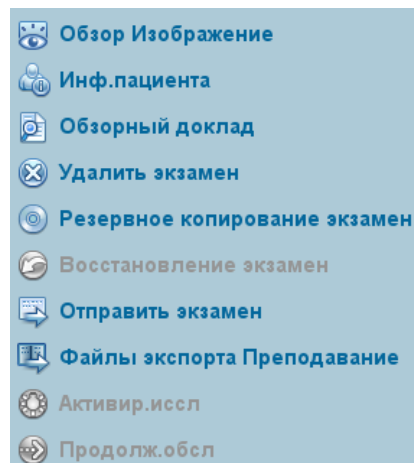 Обзор Изображение
Инф.пациента
Обзорный доклад
Удалить экзамен
Резервное копирование экзамен
Восстановление экзамен
Отправить экзамен
Файлы экспорта Преподавание
Активир.иссл
Продолж.обсл